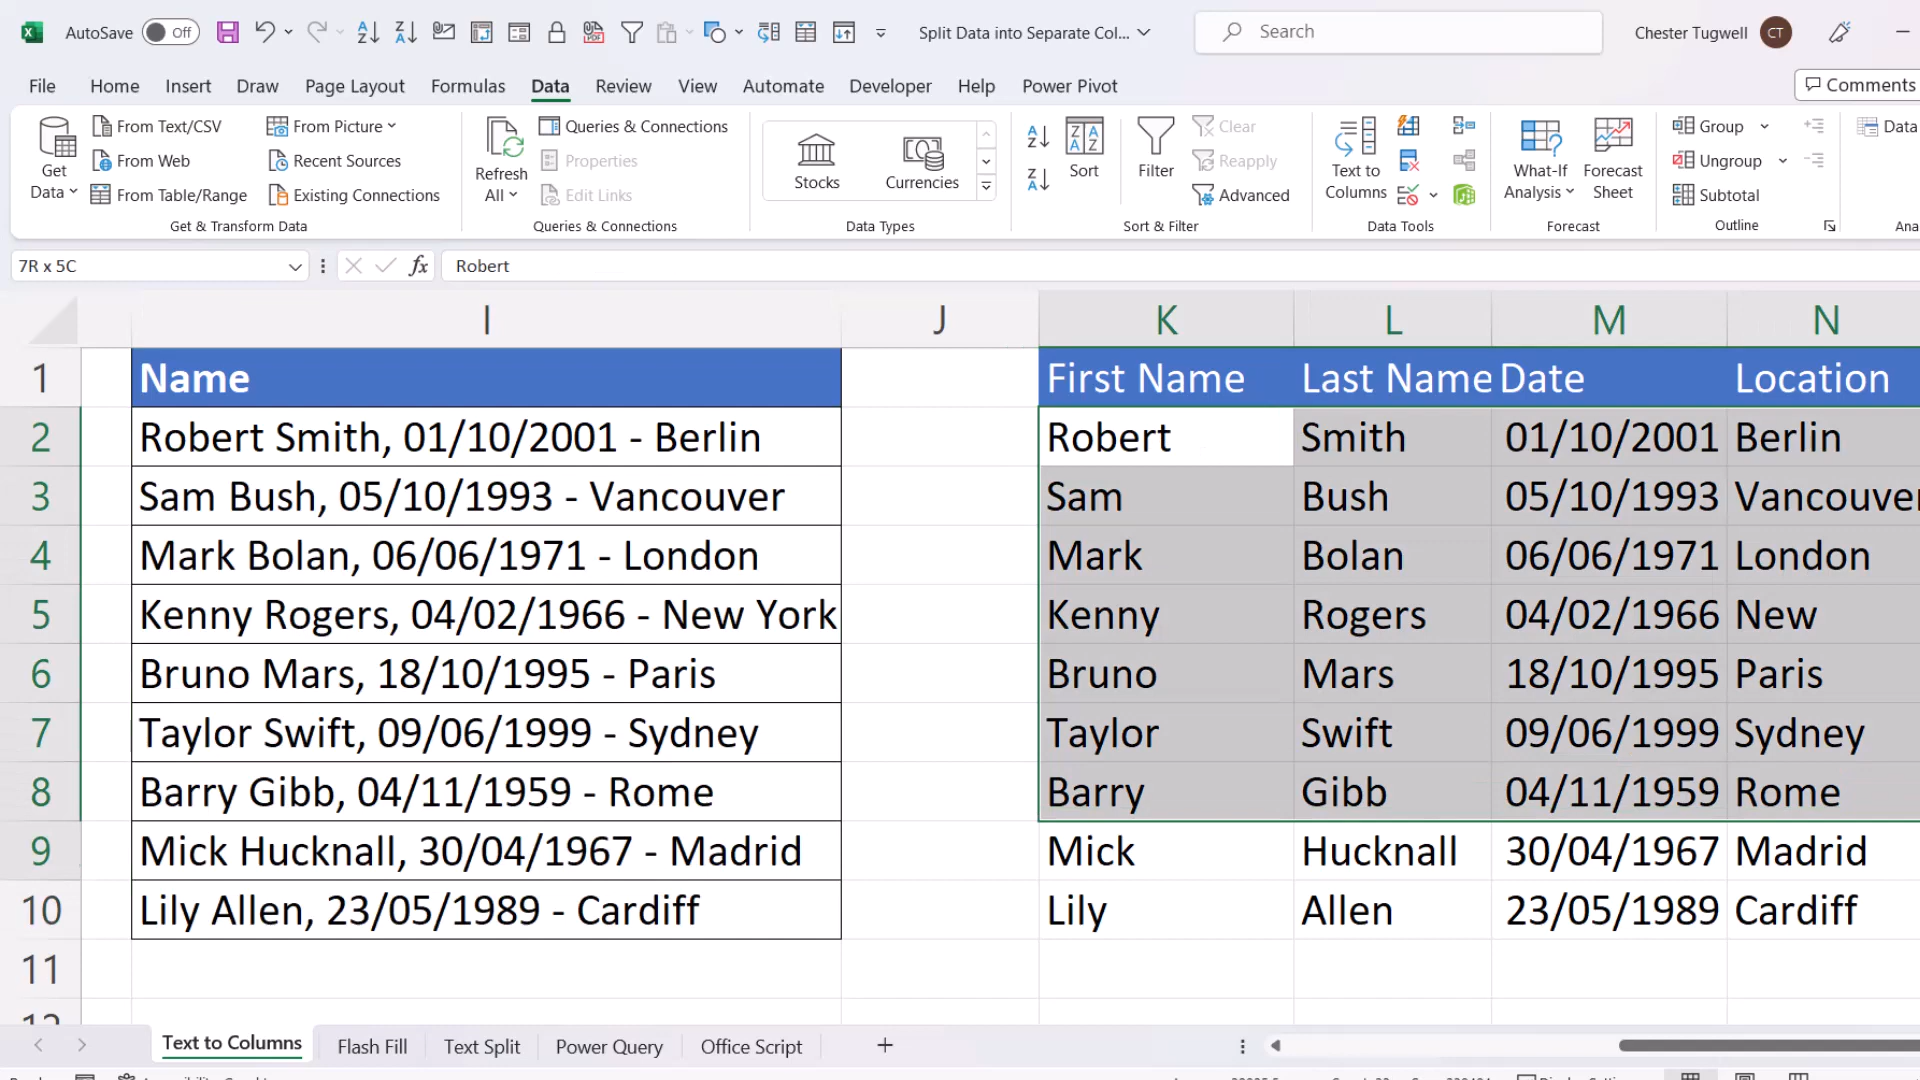 AutoSave Off Split Data into Separate Col... Search Chester Tugwell CT
File Home Insert Draw Page Layout Formulas Data Review View Automate Developer Help Power Pivot Comments
Get Data
From Text/CSV
From Web
From Table/Range
From Picture
Recent Sources
Existing Connections
Get & Transform Data
Refresh All
Queries & Connections
Properties
Edit Links
Queries & Connections
Stocks Currencies
Data Types
Sort
Filter
Clear
Reapply
Advanced
Sort & Filter
Text to Columns
Data Tools
What-If Analysis
Forecast Sheet
Forecast
Group
Ungroup
Subtotal
Outline
Data
7R x 5C fx Robert
I J K L M N
1 Name First Name Last Name Date Location
2 Robert Smith, 01/10/2001 - Berlin Robert Smith 01/10/2001 Berlin
3 Sam Bush, 05/10/1993 - Vancouver Sam Bush 05/10/1993 Vancouver
4 Mark Bolan, 06/06/1971 - London Mark Bolan 06/06/1971 London
5 Kenny Rogers, 04/02/1966 - New York Kenny Rogers 04/02/1966 New
6 Bruno Mars, 18/10/1995 - Paris Bruno Mars 18/10/1995 Paris
7 Taylor Swift, 09/06/1999 - Sydney Taylor Swift 09/06/1999 Sydney
8 Barry Gibb, 04/11/1959 - Rome Barry Gibb 04/11/1959 Rome
9 Mick Hucknall, 30/04/1967 - Madrid Mick Hucknall 30/04/1967 Madrid
10 Lily Allen, 23/05/1989 - Cardiff Lily Allen 23/05/1989 Cardiff
11
12
Text to Columns Flash Fill Text Split Power Query Office Script